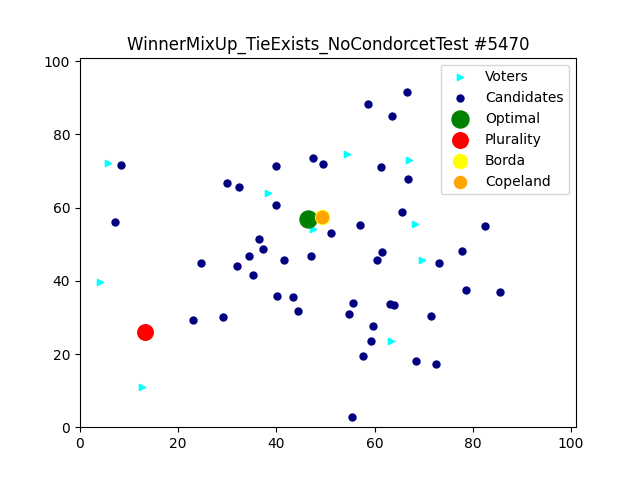 WinnerMixUp_TieExists_NoCondorcetTest #5470
100
80
60
40
20
0
0 20 40 60 80 100
Voters
Candidates
Optimal
Plurality
Borda
Copeland